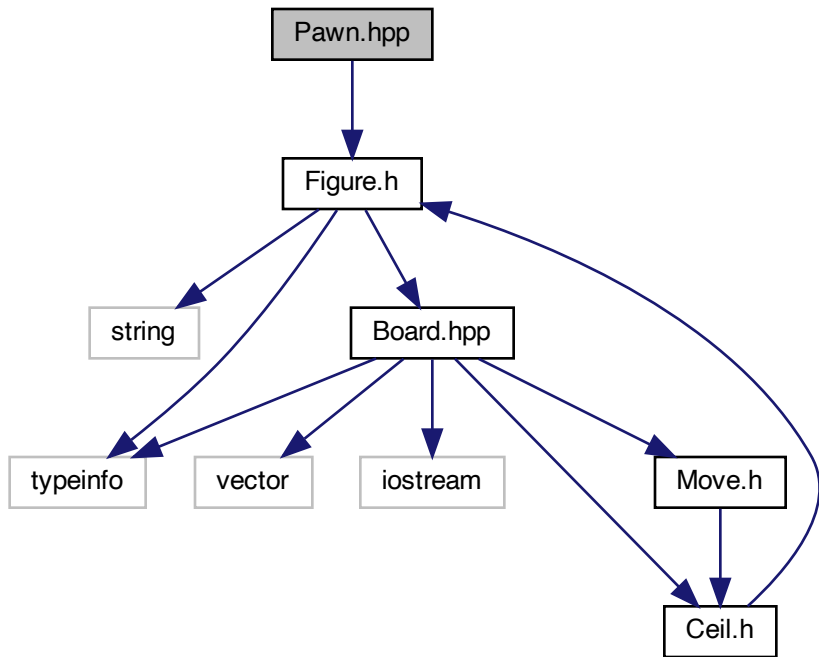 Pawn.hpp
Figure.h
string
Board.hpp
typeinfo
vector
iostream
Move.h
Ceil.h